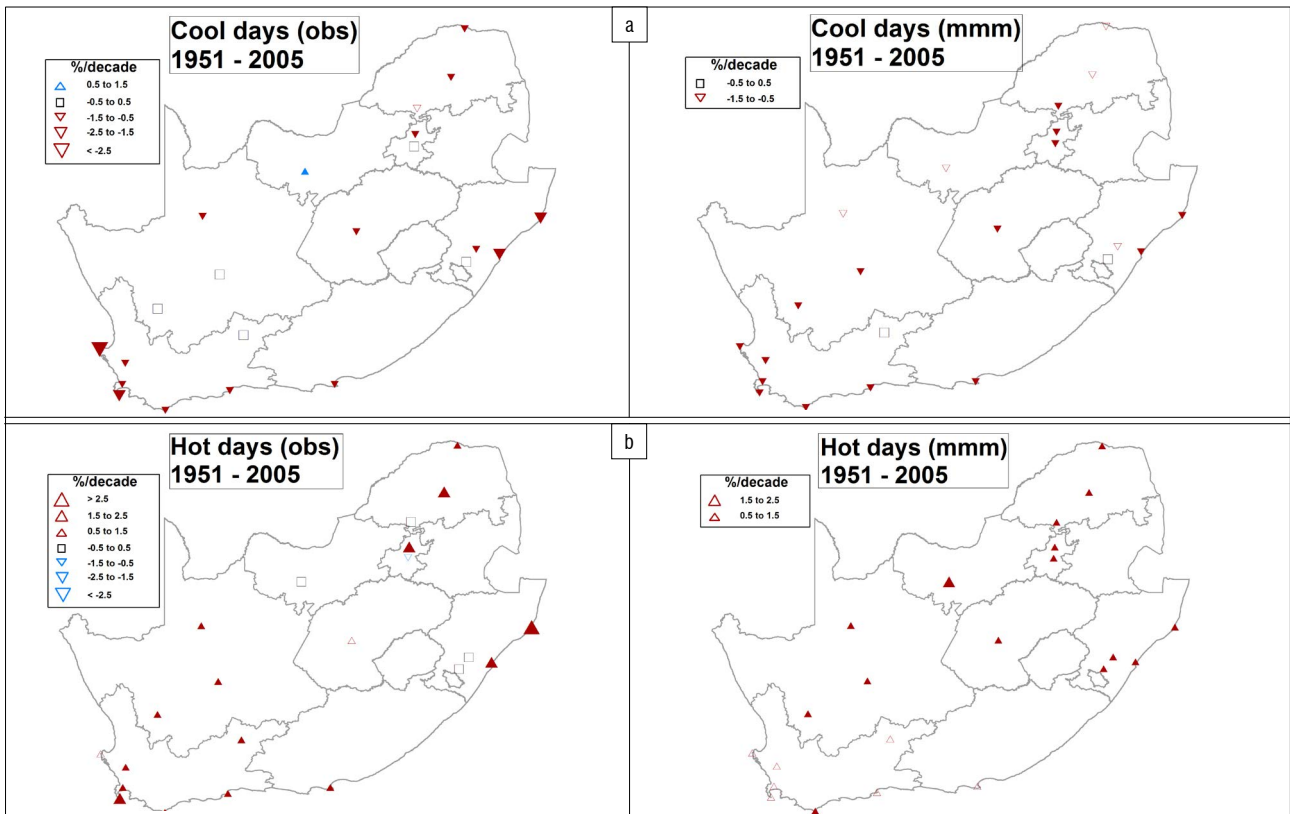 Cool days (obs)
1951 - 2005
%/decade
0.5 to 1.5
-0.5 to 0.5
-1.5 to -0.5
-2.5 to -1.5
< -2.5
a
Cool days (mmm)
1951 - 2005
%/decade
-0.5 to 0.5
-1.5 to -0.5
Hot days (obs)
1951 - 2005
%/decade
> 2.5
1.5 to 2.5
0.5 to 1.5
-0.5 to 0.5
-1.5 to -0.5
-2.5 to -1.5
< -2.5
b
Hot days (mmm)
1951 - 2005
%/decade
1.5 to 2.5
0.5 to 1.5